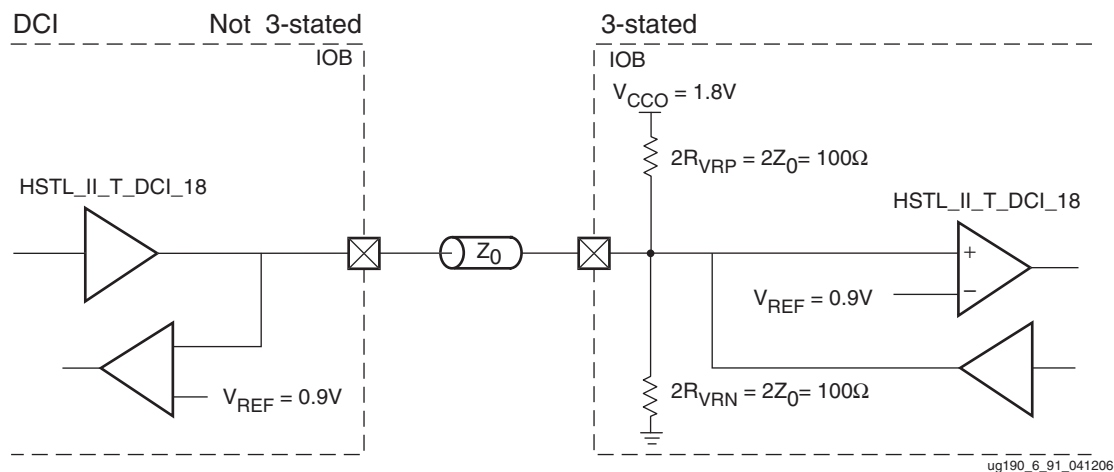 DCI
Not 3-stated
3-stated
IOB
IOB
VCCO = 1.8V
2RVRP = 2Z0= 100Ω
HSTL_II_T_DCI_18
HSTL_II_T_DCI_18
Z0
+
–
VREF = 0.9V
VREF = 0.9V
2RVRN = 2Z0= 100Ω
ug190_6_91_041206